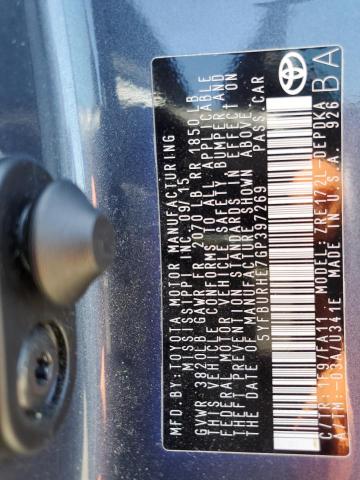 MFD.BY:TOYOTA MOTOR MANUFACTURING
MISSISSIPPI INC.09/15
GVWR 3820LB GAWR FR 2070LB RR 1850LB
THIS VEHICLE CONFORMS TO ALL APPLICABLE
FEDERAL MOTOR VEHICLE SAFETY BUMPER AND
THEFT PREVENTION STANDARDS IN EFFECT ON
THE DATE OF MANUFACTURE SHOWN ABOVE.
5YFBURHE7GP397269 PASS.CAR
C/TR:1F9/FA11 MODEL:ZRE172L-DEPDKA
A/TM:-03A/U341E MADE IN U.S.A. 926
TOYOTA
BA